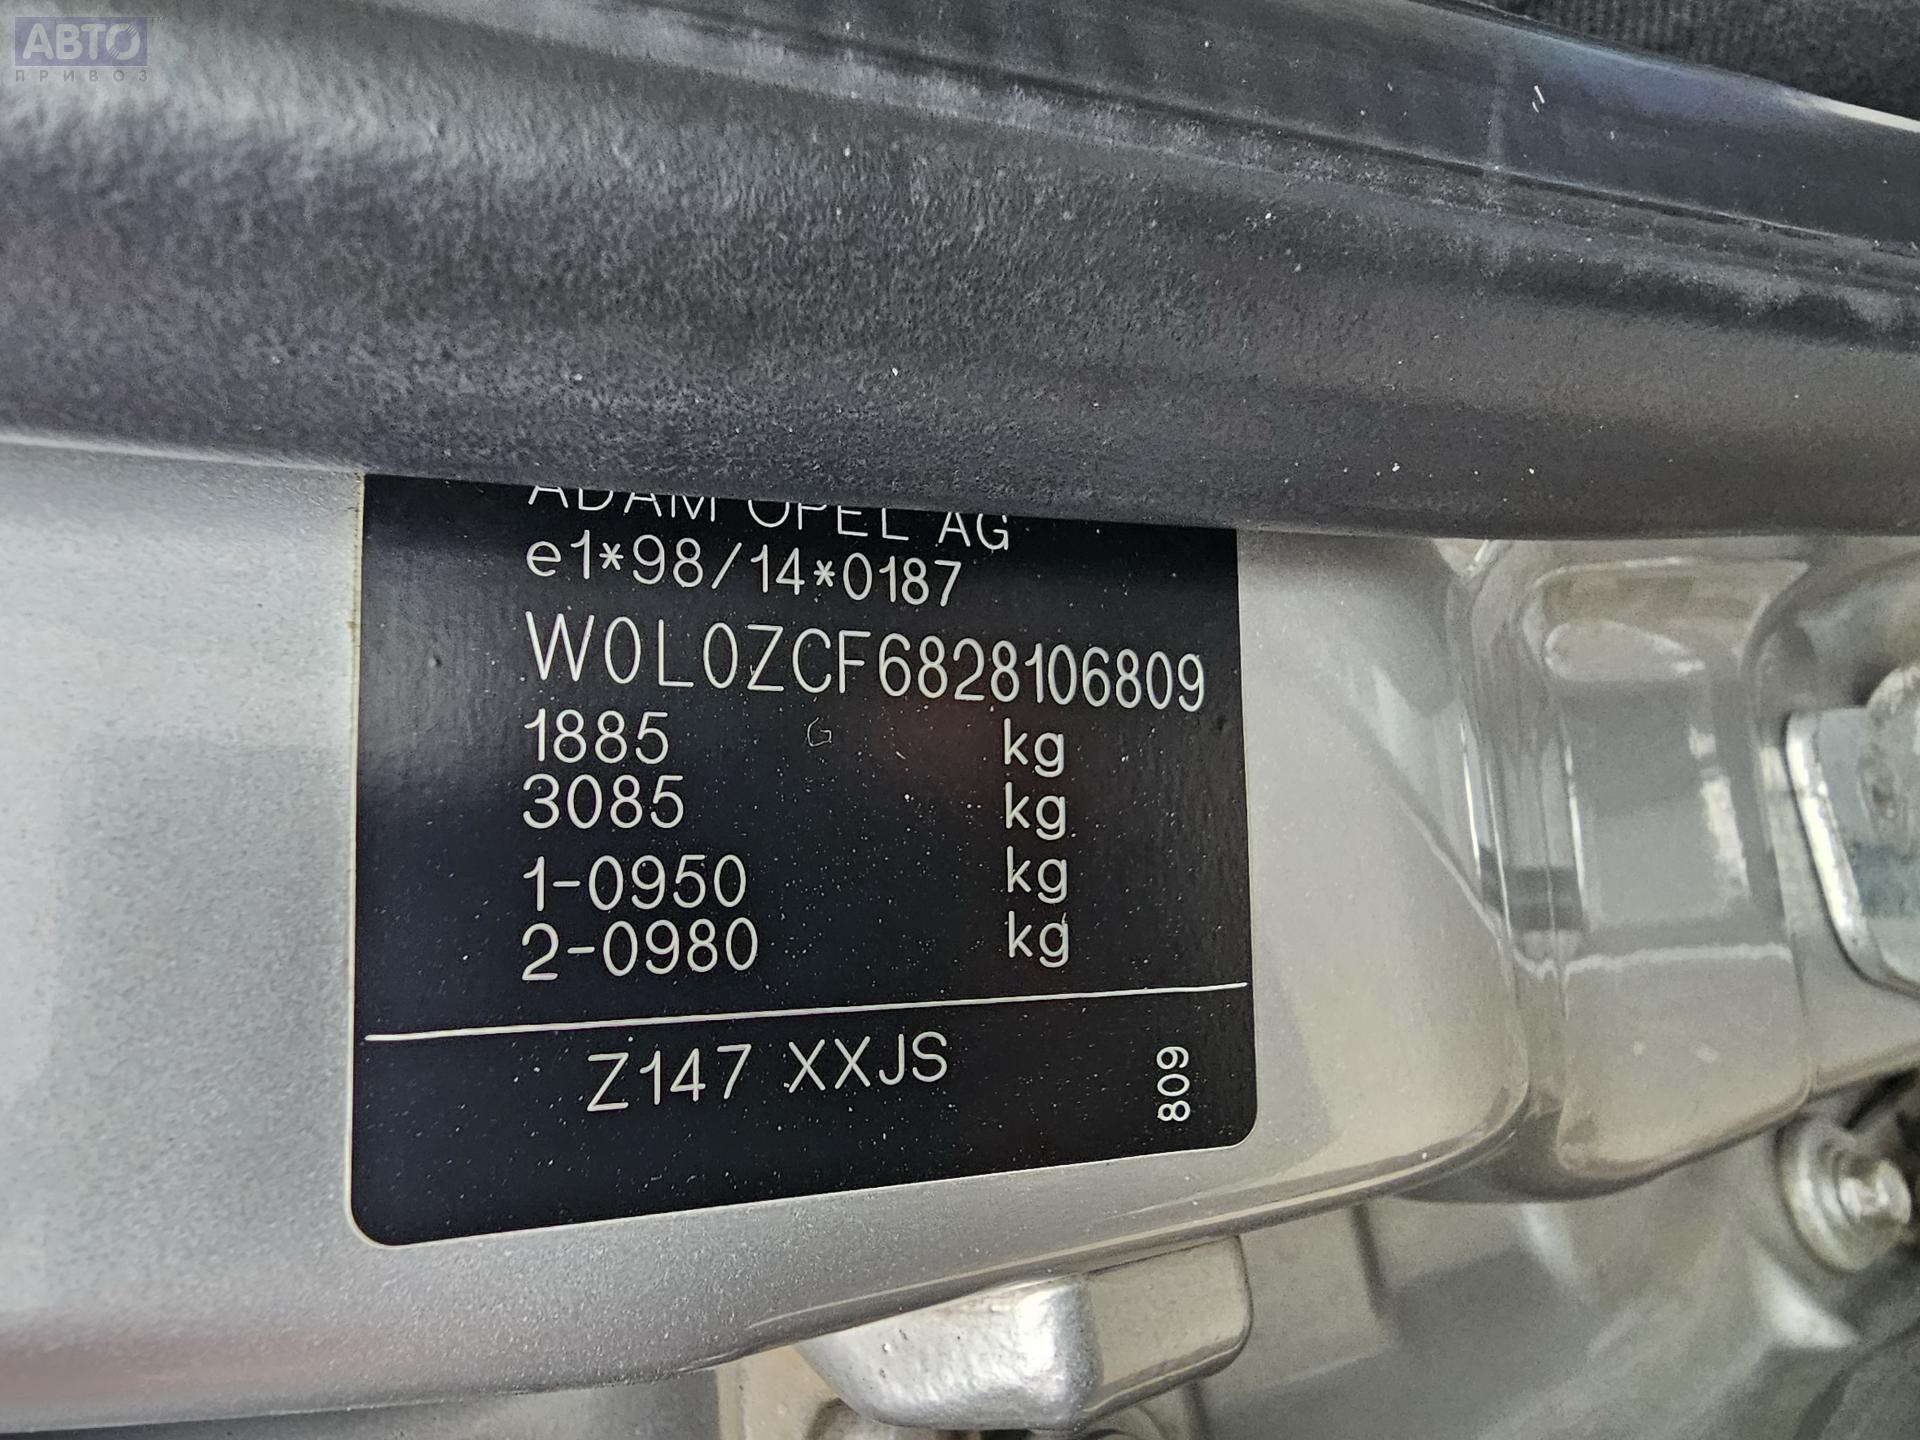 АВТО
ПРИВОЗ
ADAM OPEL AG
e1*98/14*0187
W0L0ZCF6828106809
1885 kg
3085 kg
1-0950 kg
2-0980 kg
Z147 XXJS
809